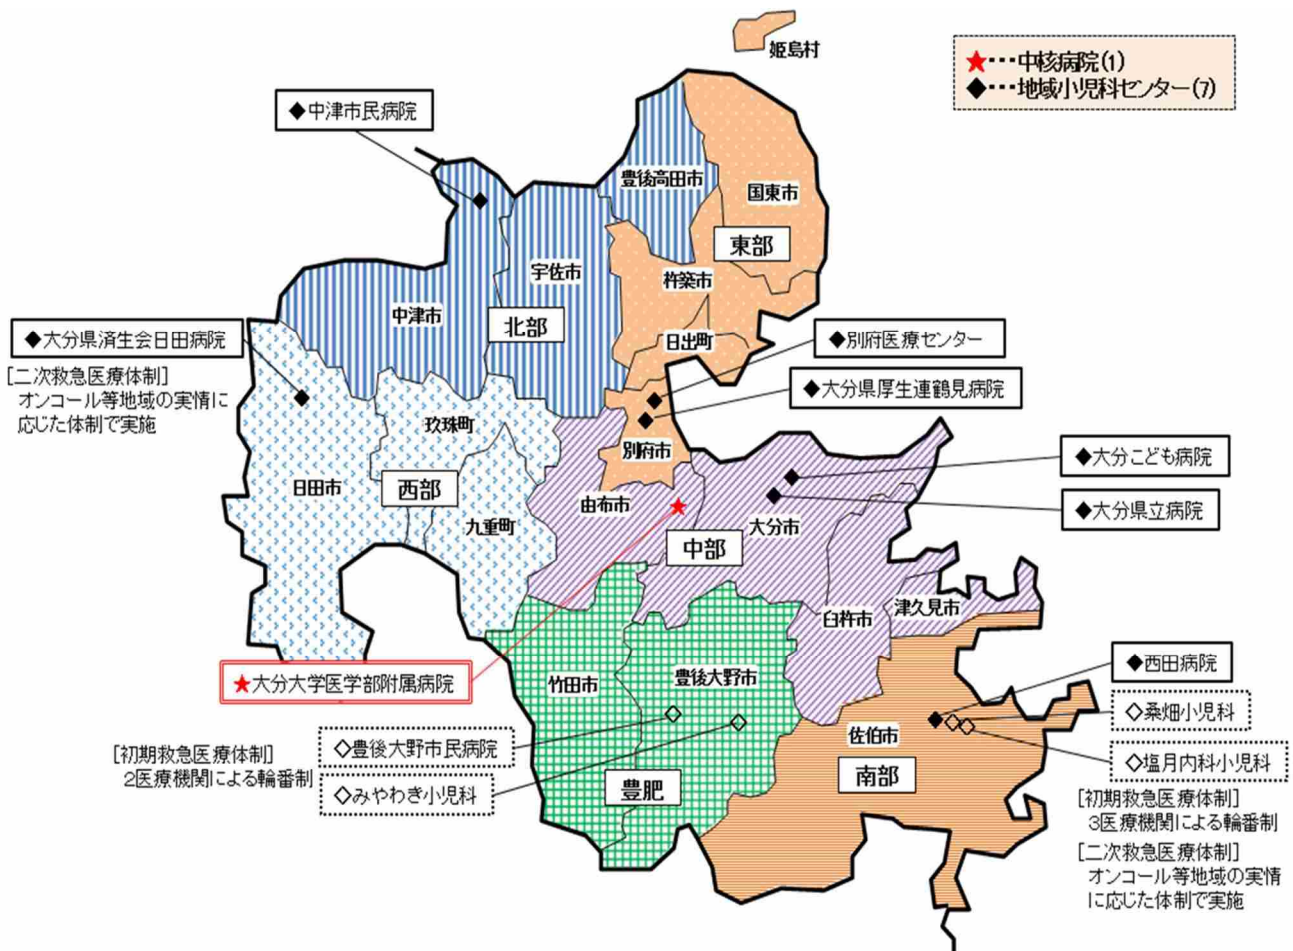 姫島村
★･･･中核病院(1)
◆･･･地域小児科センター(7)
◆中津市民病院
豊後高田市
国東市
東部
宇佐市
杵築市
中津市
北部
日出町
◆大分県済生会日田病院
[二次救急医療体制]
オンコール等地域の実情に
応じた体制で実施
◆別府医療センター
◆大分県厚生連鶴見病院
玖珠町
別府市
◆大分こども病院
日田市
西部
由布市
大分市
◆大分県立病院
九重町
中部
津久見市
臼杵市
★大分大学医学部附属病院
竹田市
豊後大野市
◆西田病院
◇桑畑小児科
佐伯市
◇豊後大野市民病院
[初期救急医療体制]
2医療機関による輪番制
◇塩月内科小児科
南部
◇みやわき小児科
豊肥
[初期救急医療体制]
3医療機関による輪番制
[二次救急医療体制]
オンコール等地域の実情
に応じた体制で実施